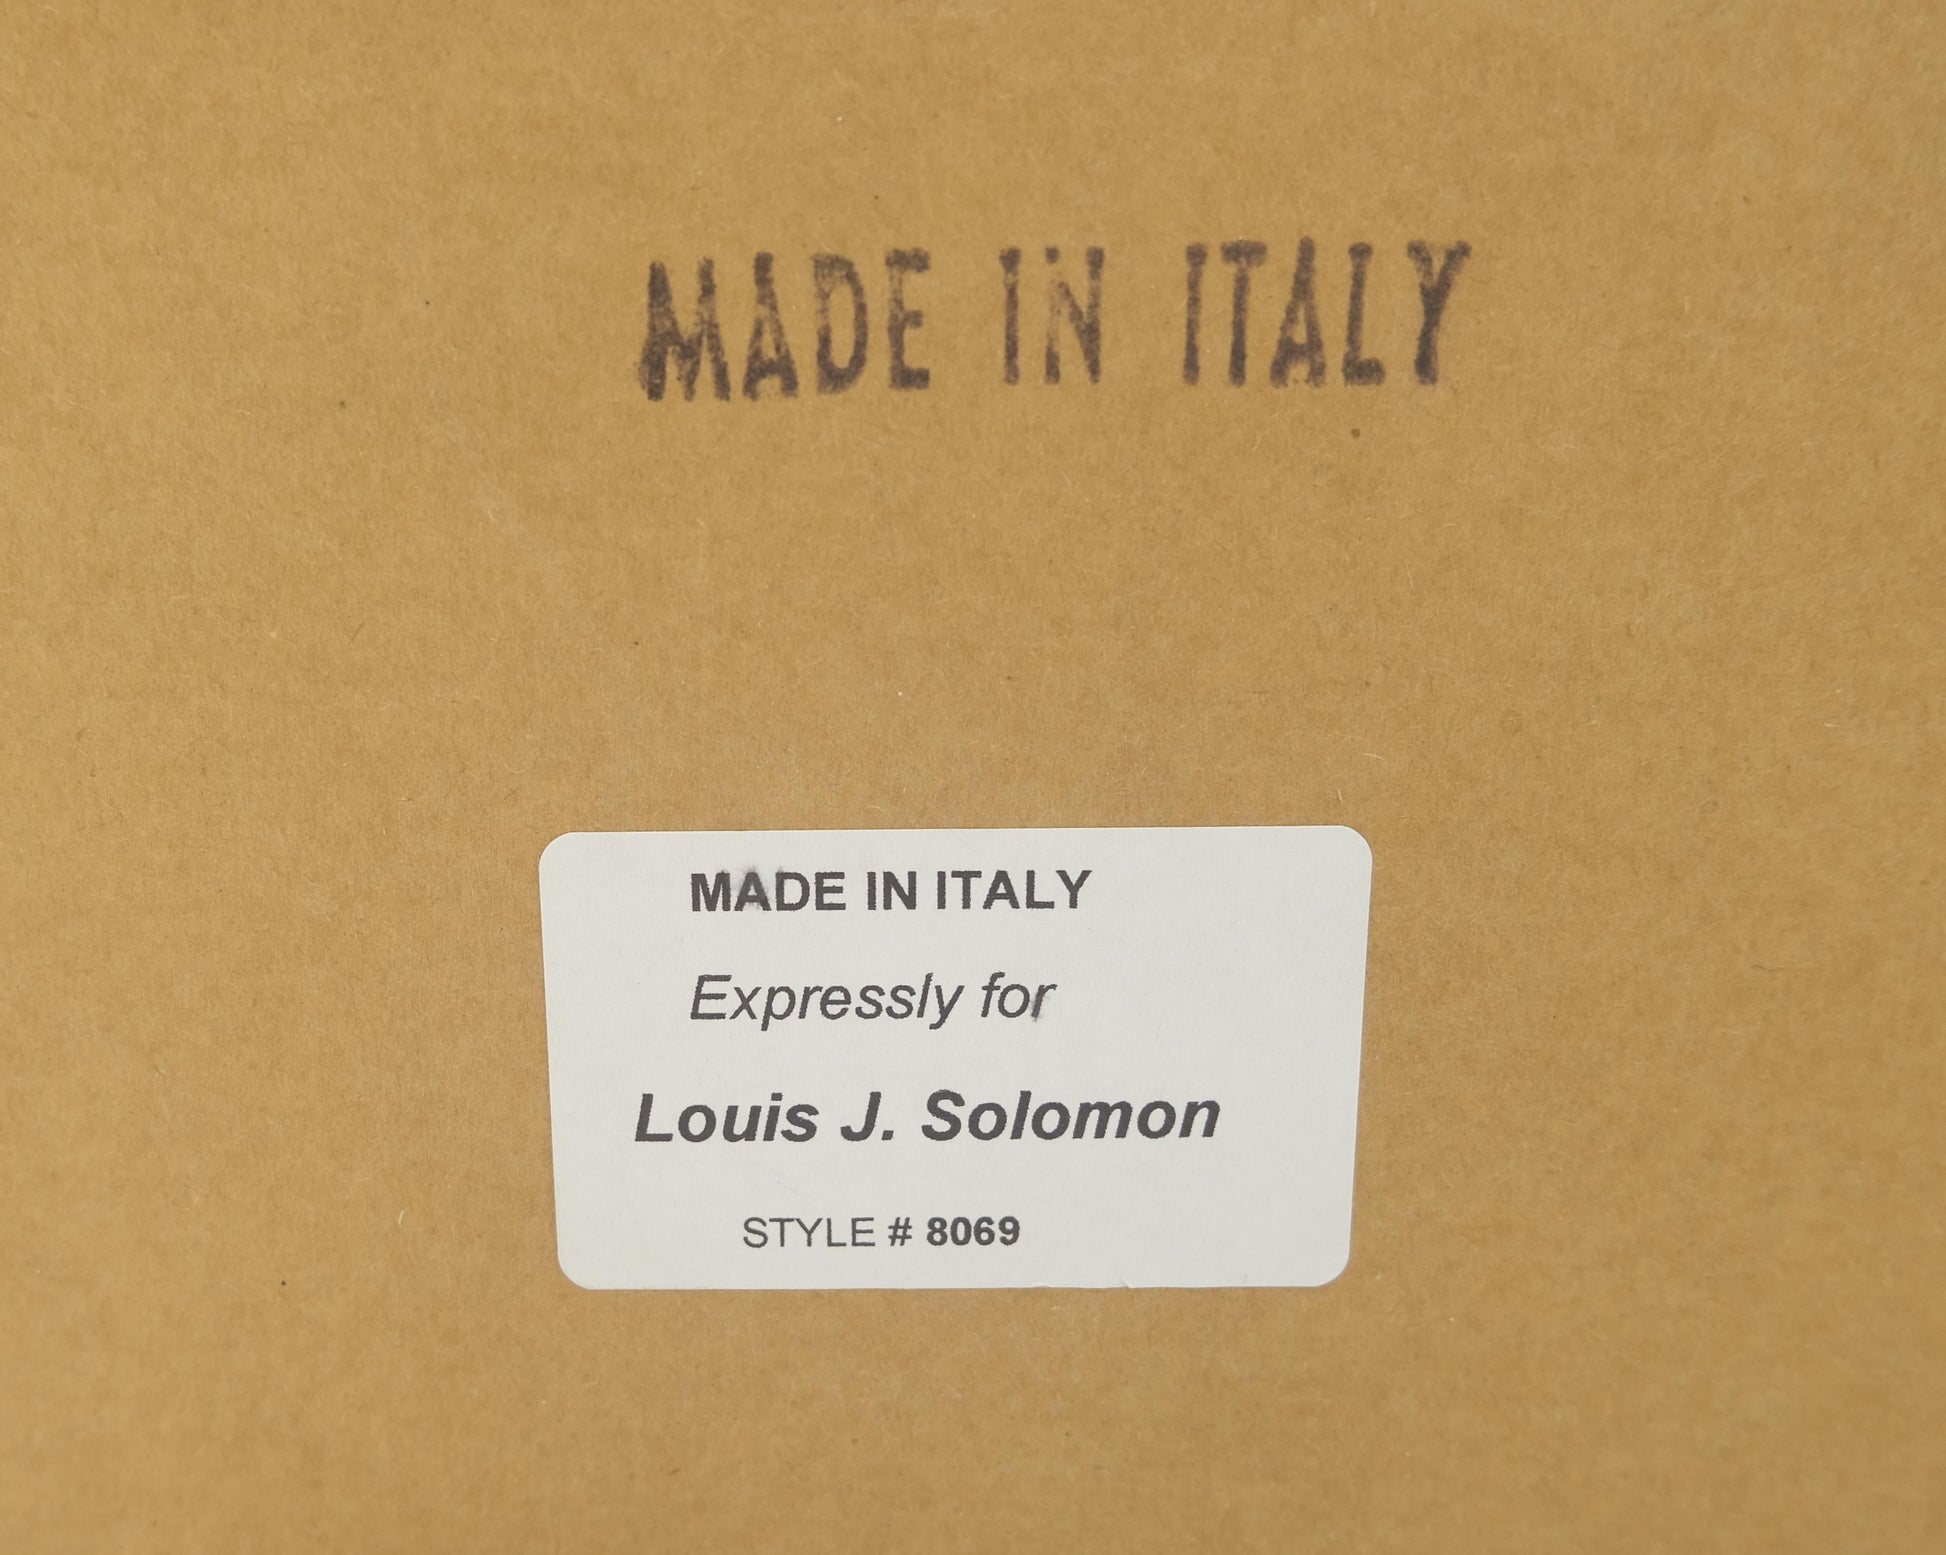 MADE IN ITALY
MADE IN ITALY
Expressly for
Louis J. Solomon
STYLE # 8069